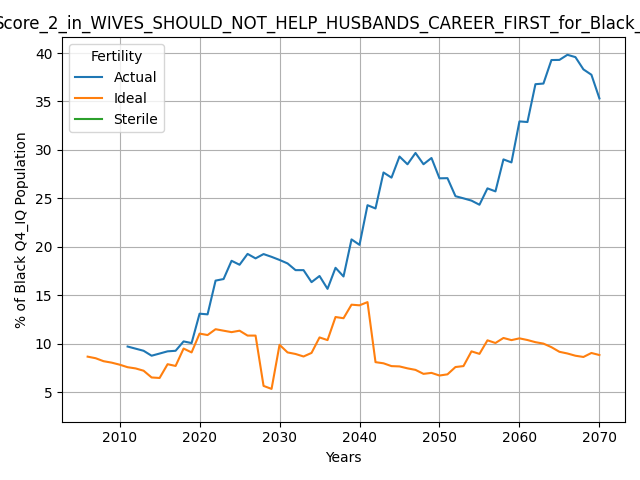 Score_2_in_WIVES_SHOULD_NOT_HELP_HUSBANDS_CAREER_FIRST_for_Black_
Fertility
Actual
Ideal
Sterile
% of Black Q4_IQ Population
40
35
30
25
20
15
10
5
2010 2020 2030 2040 2050 2060 2070
Years